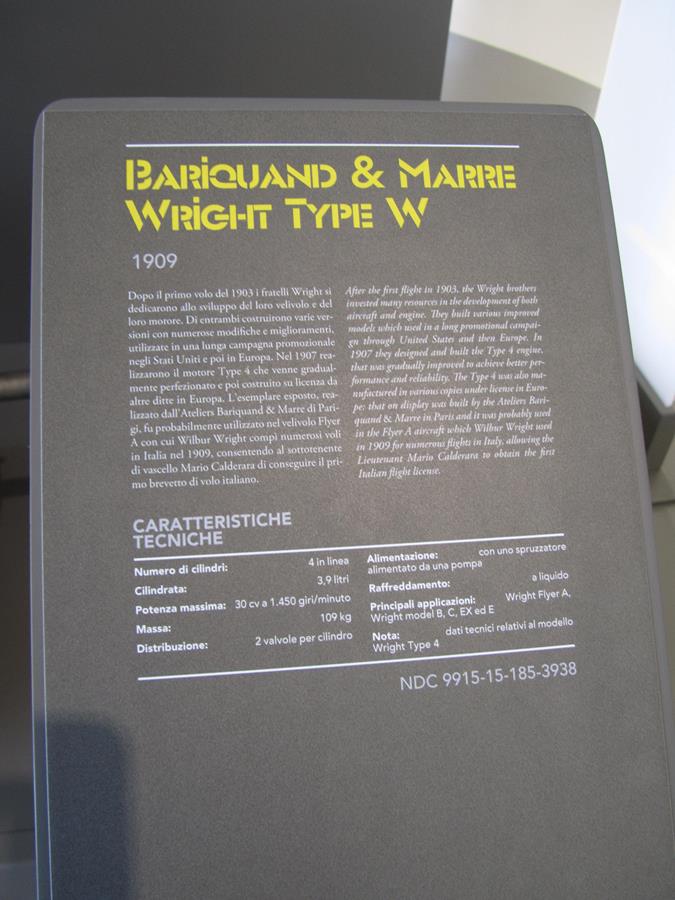 BARIQUAND & MARRE
WRIGHT TYPE W
1909
Dopo il primo volo del 1903 i fratelli Wright si
dedicarono allo sviluppo del loro velivolo e del
loro motore. Di entrambi costruirono varie ver-
sioni con numerose modifiche e miglioramenti,
utilizzate in una lunga campagna promozionale
negli Stati Uniti e poi in Europa. Nel 1907 rea-
lizzarono il motore Type 4 che venne gradual-
mente perfezionato e poi costruito su licenza da
altre ditte in Europa. L'esemplare esposto, rea-
lizzato dall'Ateliers Bariquand & Marre di Pari-
gi, fu probabilmente utilizzato nel velivolo Flyer
A con cui Wilbur Wright compì numerosi voli
in Italia nel 1909, consentendo al sottotenente
di vascello Mario Calderara di conseguire il pri-
mo brevetto di volo italiano.
After the first flight in 1903, the Wright brothers
invested many resources in the development of both
aircraft and engine. They built various improved
models which used in a long promotional campai-
gn through United States and then Europe. In
1907 they designed and built the Type 4 engine,
that was gradually improved to achieve better per-
formance and reliability. The Type 4 was also ma-
nufactured in various copies under license in Euro-
pe: that on display was built by the Ateliers Bari-
quand & Marre in Paris and it was probably used
in the Flyer A aircraft which Wilbur Wright used
in 1909 for numerous flights in Italy, allowing the
Lieutenant Mario Calderara to obtain the first
Italian flight license.
CARATTERISTICHE
TECNICHE
Numero di cilindri: 4 in linea
Cilindrata: 3,9 litri
Potenza massima: 30 cv a 1.450 giri/minuto
Massa: 109 kg
Distribuzione: 2 valvole per cilindro
Alimentazione: con uno spruzzatore
alimentato da una pompa
Raffreddamento: a liquido
Principali applicazioni: Wright Flyer A,
Wright model B, C, EX ed E
Nota: dati tecnici relativi al modello
Wright Type 4
NDC 9915-15-185-3938